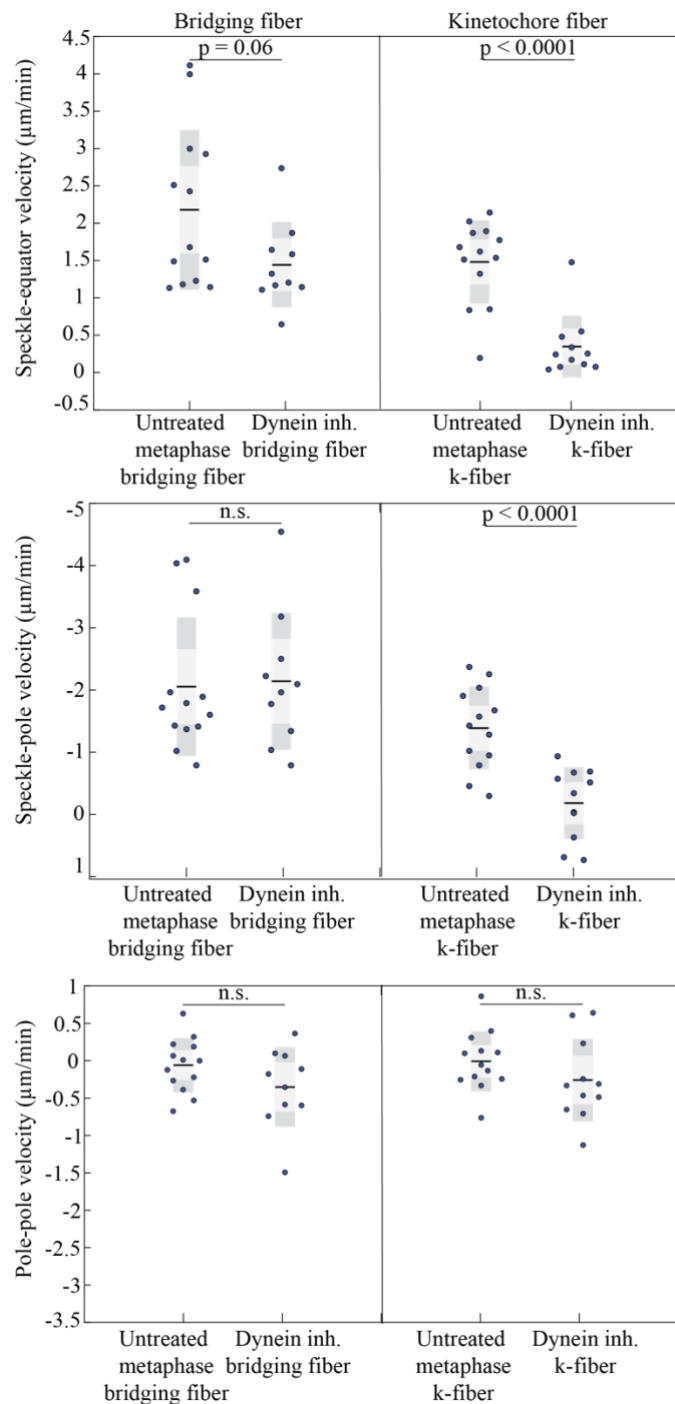 Bridging fiber
Kinetochore fiber
Speckle-equator velocity (μm/min)
4.5
4
3.5
3
2.5
2
1.5
1
0.5
0
-0.5
p = 0.06
p < 0.0001
Untreated
metaphase
bridging fiber
Dynein inh.
bridging fiber
Untreated
metaphase
k-fiber
Dynein inh.
k-fiber
Speckle-pole velocity (μm/min)
-5
-4
-3
-2
-1
0
1
n.s.
p < 0.0001
Untreated
metaphase
bridging fiber
Dynein inh.
bridging fiber
Untreated
metaphase
k-fiber
Dynein inh.
k-fiber
Pole-pole velocity (μm/min)
1
0.5
0
-0.5
-1
-1.5
-2
-2.5
-3
-3.5
n.s.
n.s.
Untreated
metaphase
bridging fiber
Dynein inh.
bridging fiber
Untreated
metaphase
k-fiber
Dynein inh.
k-fiber